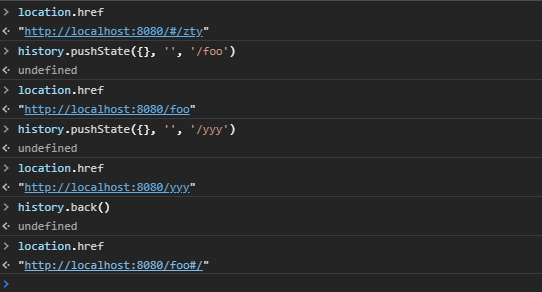 > location.href
<· "http://localhost:8080/#/zty"
> history.pushState({}, '', '/foo')
<· undefined
> location.href
<· "http://localhost:8080/foo"
> history.pushState({}, '', '/yyy')
<· undefined
> location.href
<· "http://localhost:8080/yyy"
> history.back()
<· undefined
> location.href
<· "http://localhost:8080/foo#/"
>